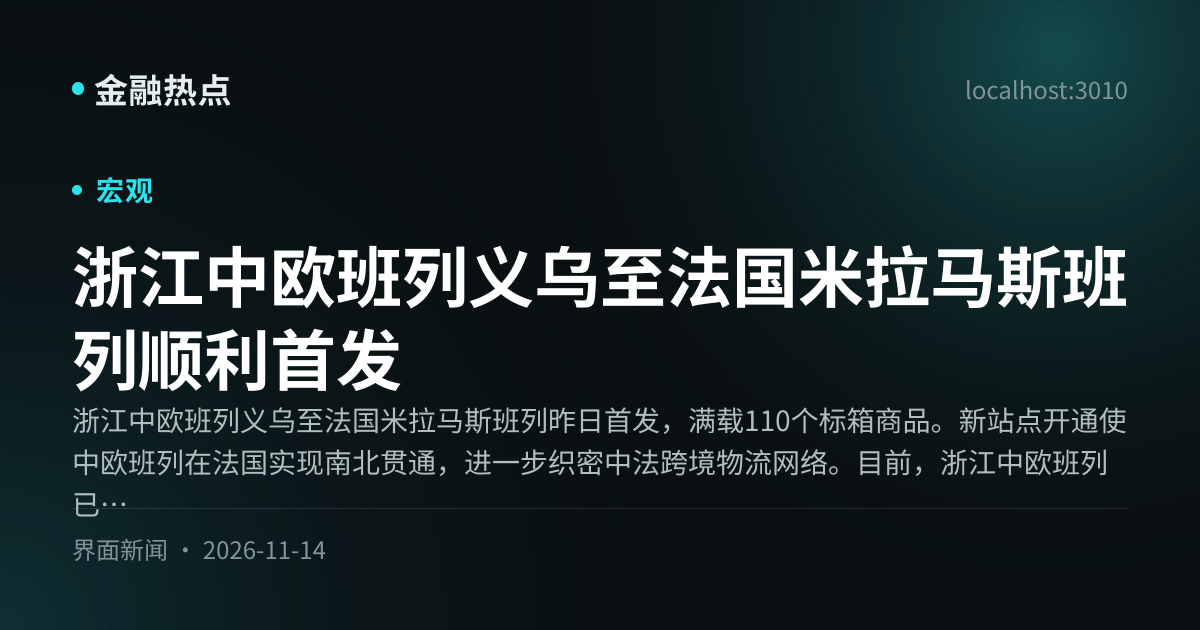 金融热点
localhost:3010
宏观
浙江中欧班列义乌至法国米拉马斯班
列顺利首发
浙江中欧班列义乌至法国米拉马斯班列昨日首发，满载110个标箱商品。新站点开通使
中欧班列在法国实现南北贯通，进一步织密中法跨境物流网络。目前，浙江中欧班列
已…
界面新闻 · 2026-11-14